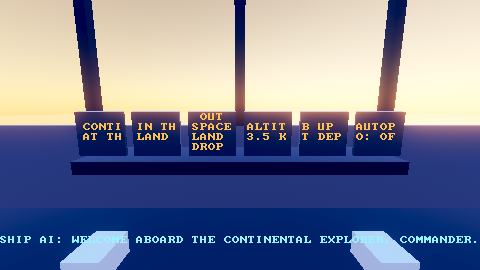 CONTI
AT TH
IN TH
LAND
OUT
SPACE
LAND
DROP
ALTIT
3.5 K
B UP
T DEP
AUTOP
O: OF
SHIP AI: WELCOME ABOARD THE CONTINENTAL EXPLORER, COMMANDER.